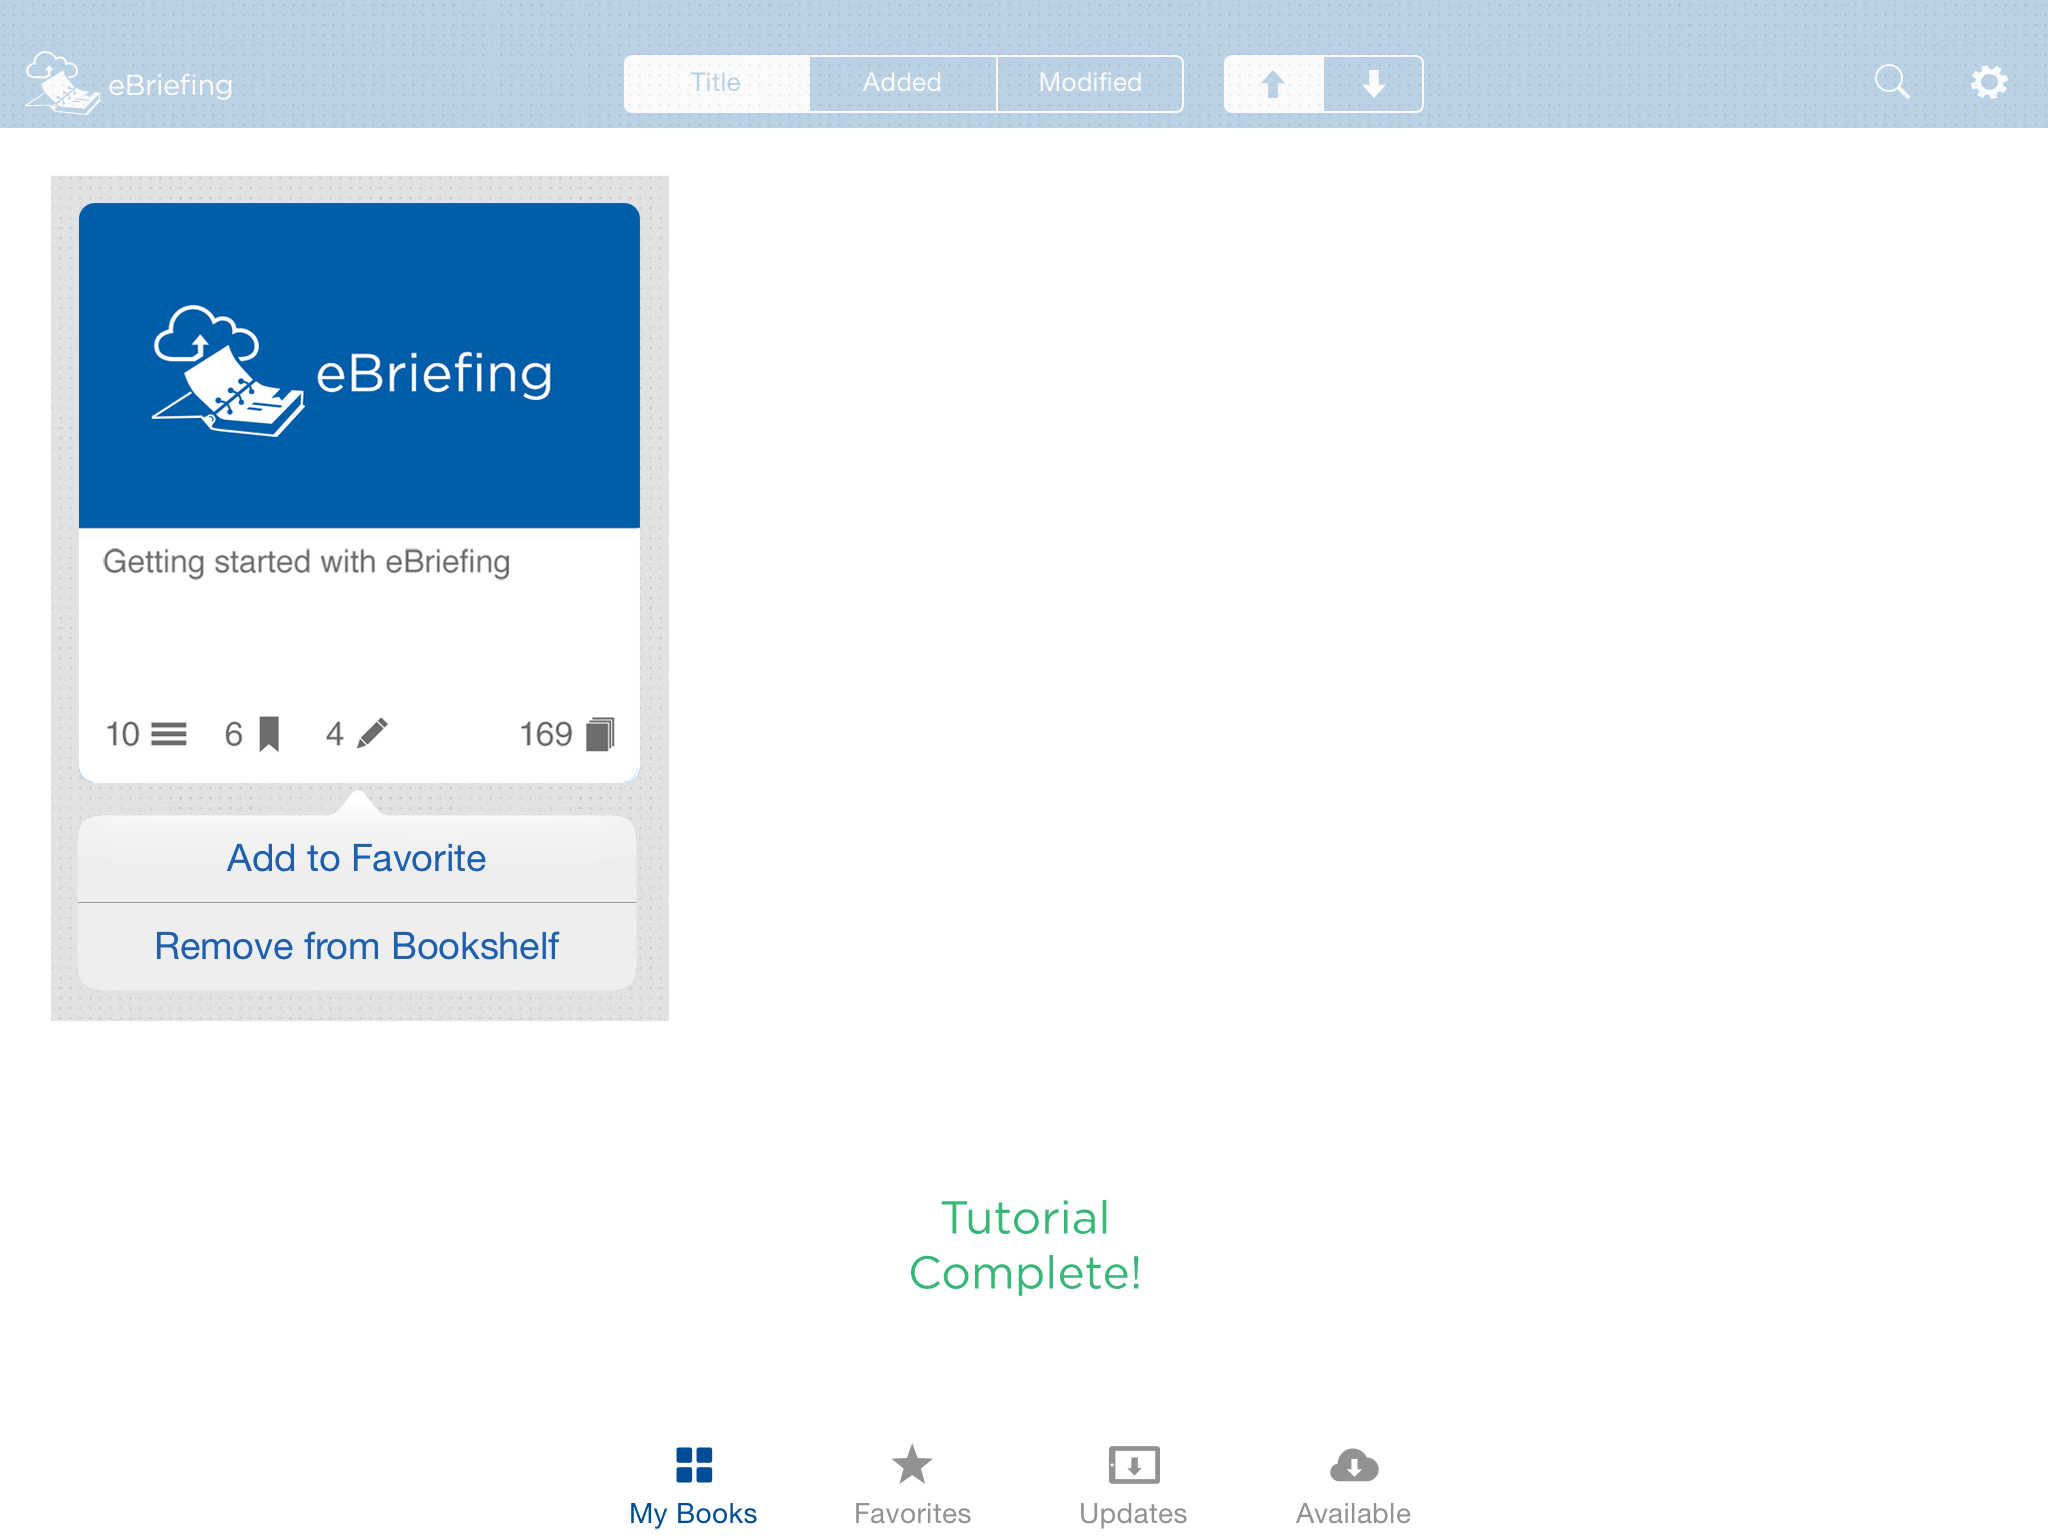 eBriefing
Title
Added
Modified
eBriefing
Getting started with eBriefing
10
6
4
169
Add to Favorite
Remove from Bookshelf
Tutorial
Complete!
My Books
Favorites
Updates
Available